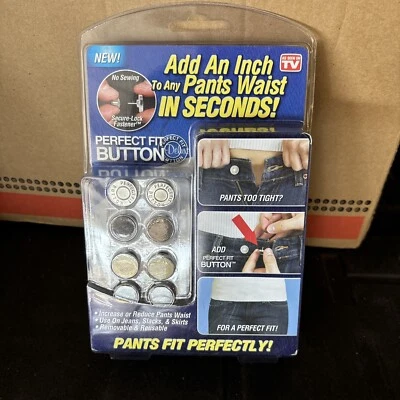 NEW!
Add An Inch
To Any Pants Waist
IN SECONDS!
AS SEEN ON
TV
No Sewing
Secure-Lock
Fastener™
PERFECT FIT
BUTTON
PANTS TOO TIGHT?
ADD
PERFECT FIT
BUTTON™
FOR A PERFECT FIT!
• Increase or Reduce Pants Waist
• Use On Jeans, Slacks, & Skirts
• Removable & Reusable
PANTS FIT PERFECTLY!